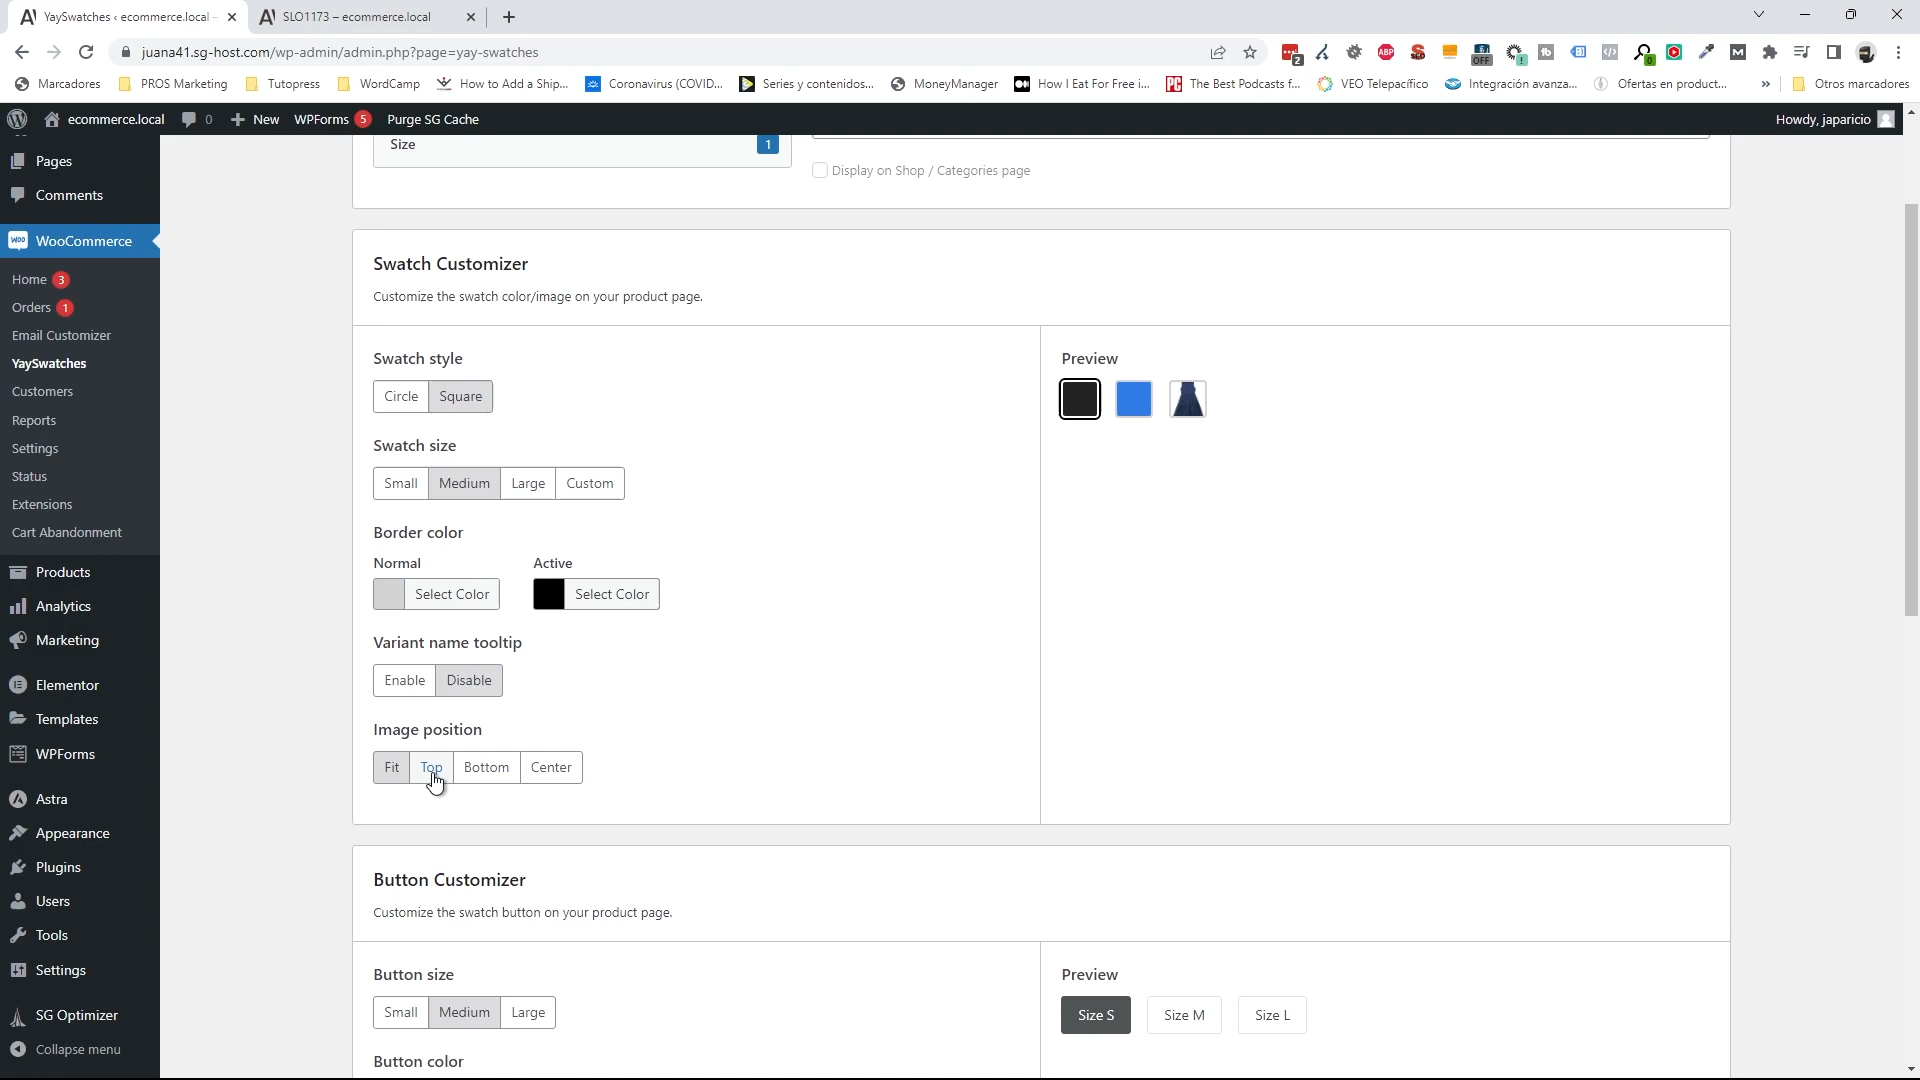 YaySwatches ‹ ecommerce.local –
SLO1173 – ecommerce.local
juana41.sg-host.com/wp-admin/admin.php?page=yay-swatches
Marcadores
PROS Marketing
Tutopress
WordCamp
How to Add a Ship...
Coronavirus (COVID...
Series y contenidos...
MoneyManager
How I Eat For Free i...
The Best Podcasts f...
VEO Telepacífico
Integración avanza...
Ofertas en product...
»
Otros marcadores
ecommerce.local
0
New
WPForms 5
Purge SG Cache
Howdy, japaricio
Pages
Comments
WooCommerce
Home 3
Orders 1
Email Customizer
YaySwatches
Customers
Reports
Settings
Status
Extensions
Cart Abandonment
Products
Analytics
Marketing
Elementor
Templates
WPForms
Astra
Appearance
Plugins
Users
Tools
Settings
SG Optimizer
Collapse menu
Size 1
Display on Shop / Categories page
Swatch Customizer
Customize the swatch color/image on your product page.
Swatch style
Circle Square
Swatch size
Small Medium Large Custom
Border color
Normal Active
Select Color Select Color
Variant name tooltip
Enable Disable
Image position
Fit Top Bottom Center
Preview
Button Customizer
Customize the swatch button on your product page.
Button size
Small Medium Large
Button color
Preview
Size S Size M Size L